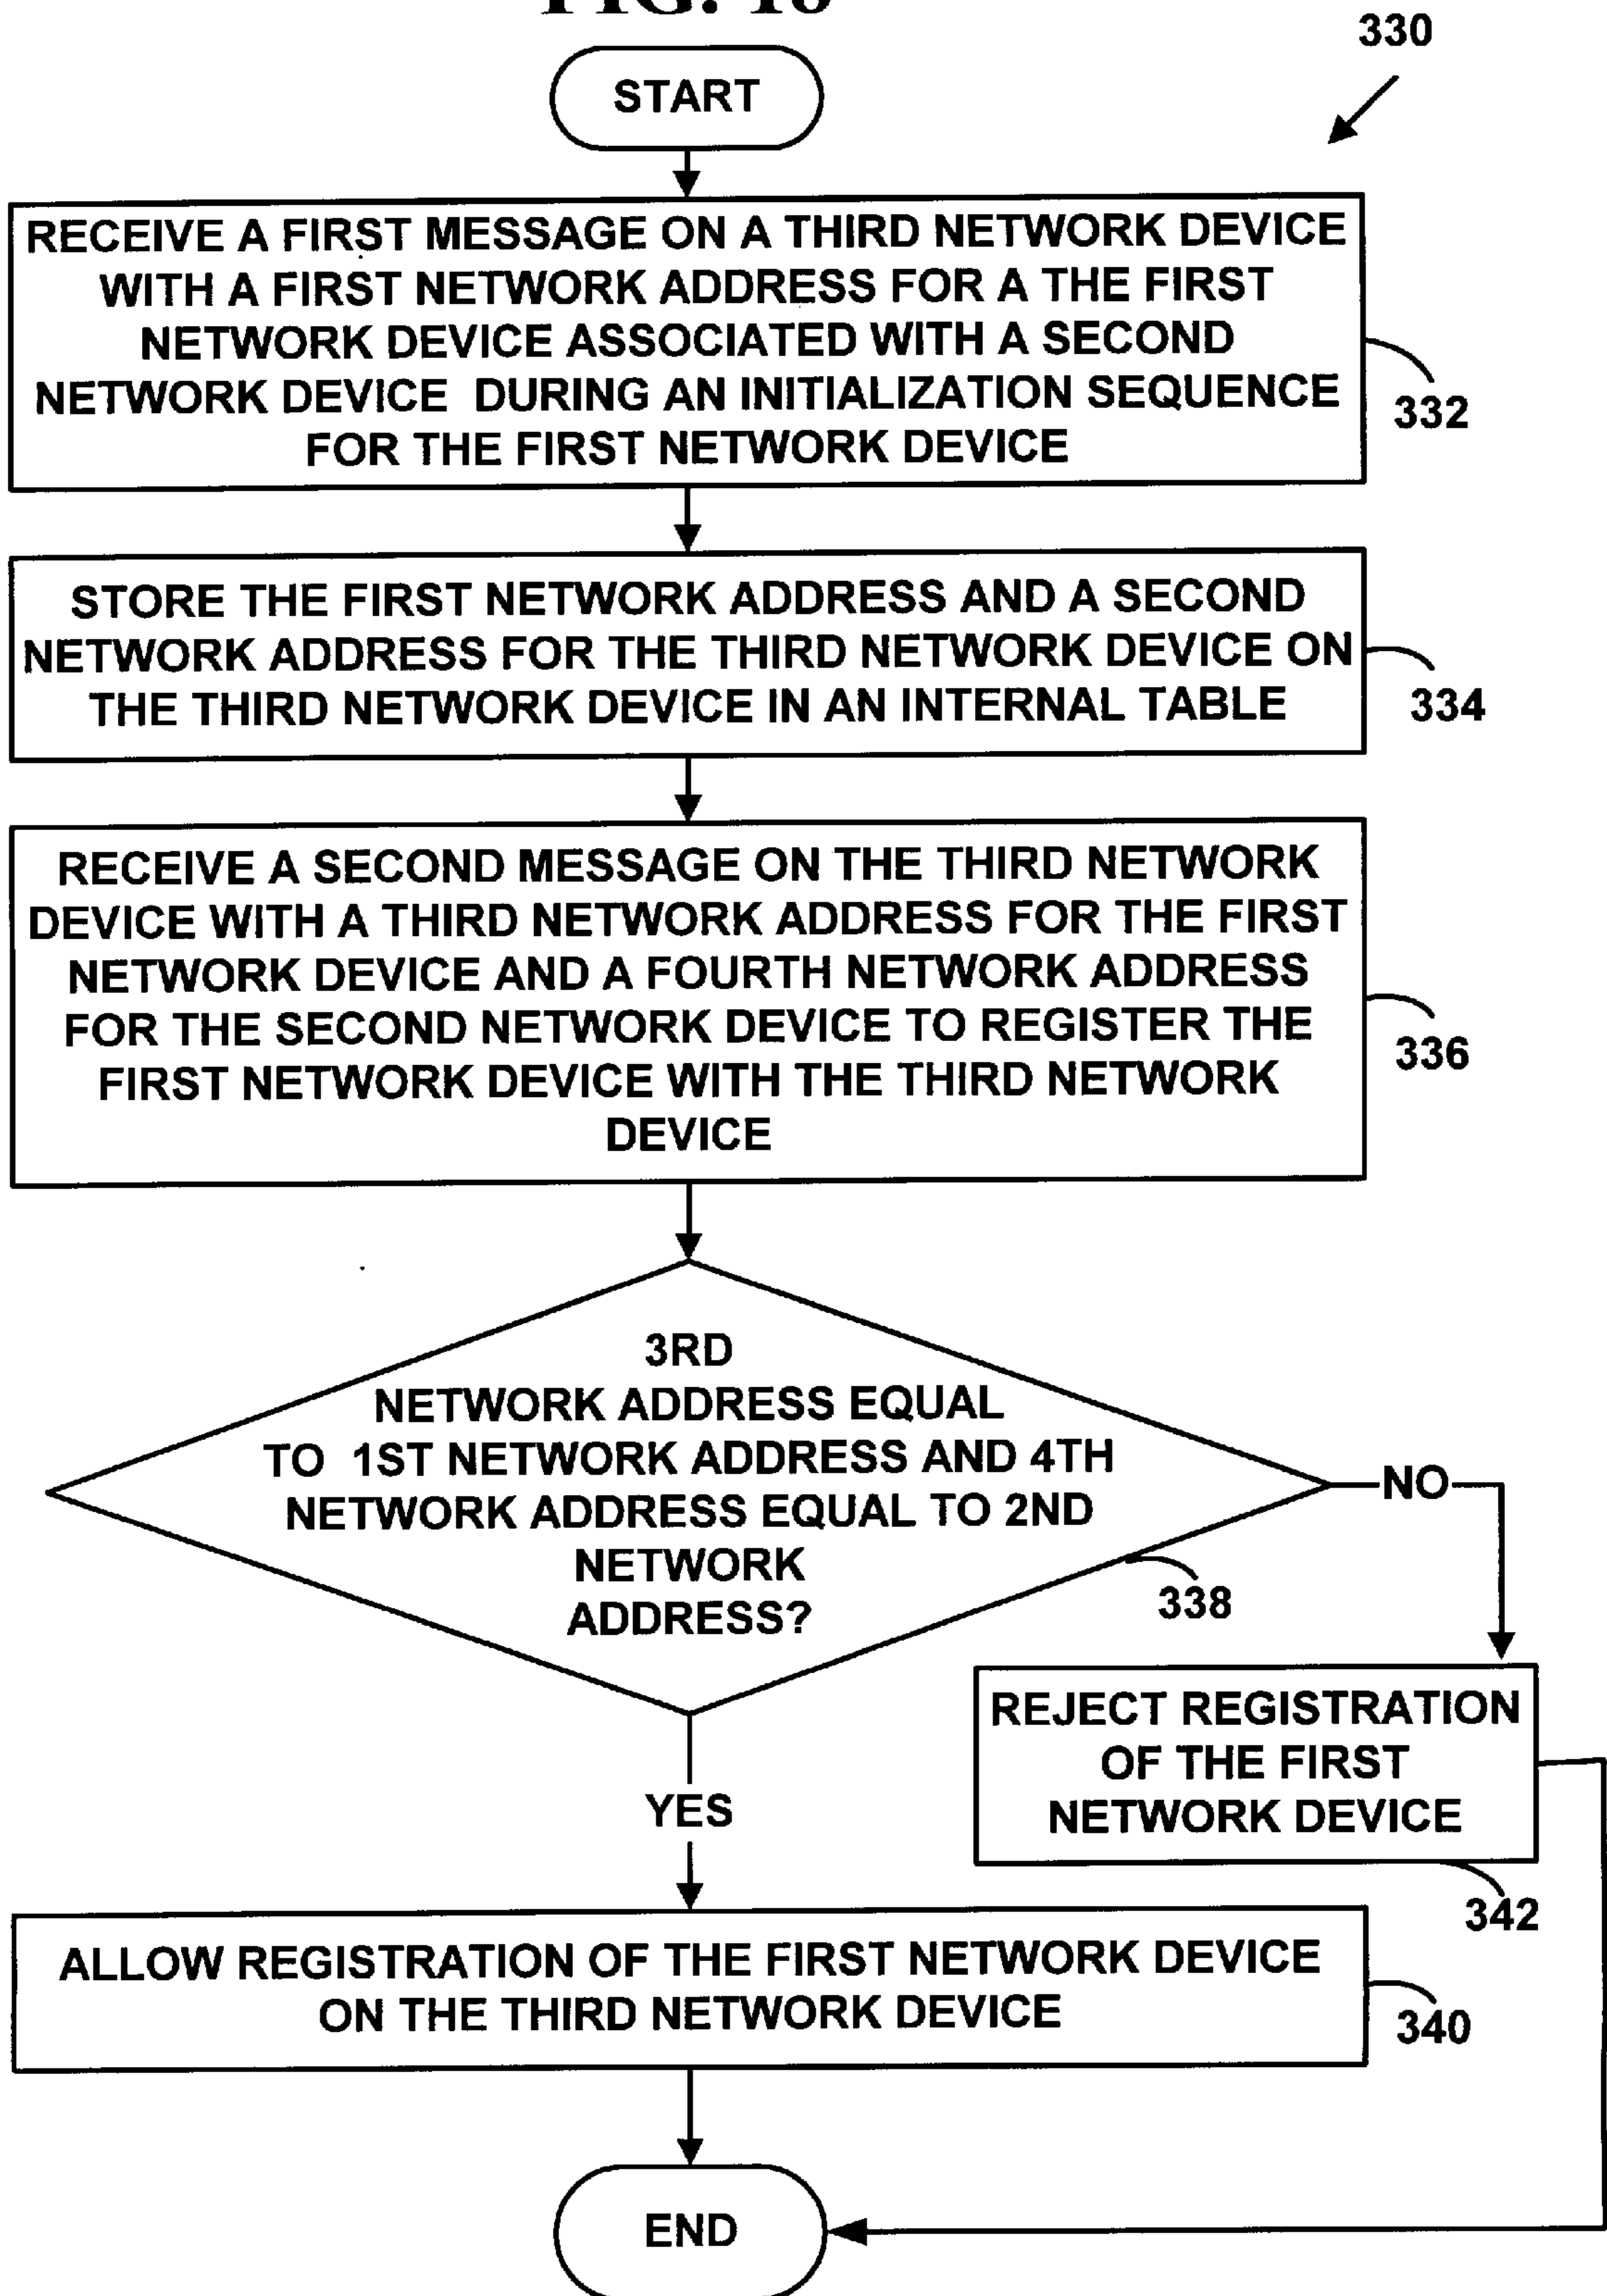 FIG.
330
START
RECEIVE A FIRST MESSAGE ON A THIRD NETWORK DEVICE
WITH A FIRST NETWORK ADDRESS FOR A THE FIRST
NETWORK DEVICE ASSOCIATED WITH A SECOND
NETWORK DEVICE DURING AN INITIALIZATION SEQUENCE
FOR THE FIRST NETWORK DEVICE
332
STORE THE FIRST NETWORK ADDRESS AND A SECOND
NETWORK ADDRESS FOR THE THIRD NETWORK DEVICE ON
THE THIRD NETWORK DEVICE IN AN INTERNAL TABLE
334
RECEIVE A SECOND MESSAGE ON THE THIRD NETWORK
DEVICE WITH A THIRD NETWORK ADDRESS FOR THE FIRST
NETWORK DEVICE AND A FOURTH NETWORK ADDRESS
FOR THE SECOND NETWORK DEVICE TO REGISTER THE
FIRST NETWORK DEVICE WITH THE THIRD NETWORK
DEVICE
336
3RD
NETWORK ADDRESS EQUAL
TO 1ST NETWORK ADDRESS AND 4TH
NETWORK ADDRESS EQUAL TO 2ND
NETWORK
ADDRESS?
338
NO
REJECT REGISTRATION
OF THE FIRST
NETWORK DEVICE
342
YES
ALLOW REGISTRATION OF THE FIRST NETWORK DEVICE
ON THE THIRD NETWORK DEVICE
340
END